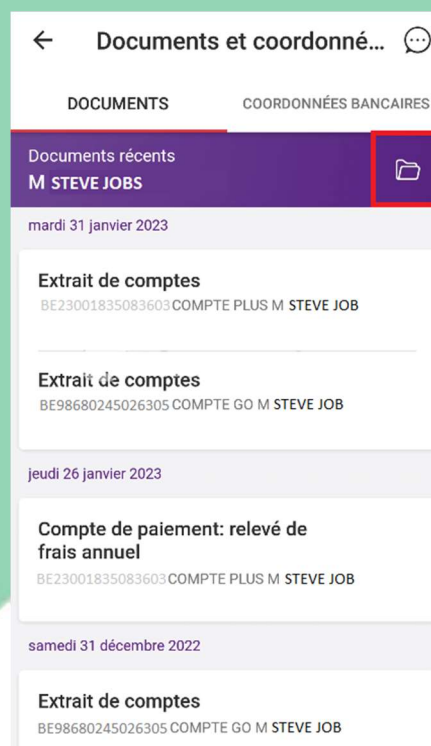 Documents et coordonné...
DOCUMENTS COORDONNÉES BANCAIRES
Documents récents
M STEVE JOBS
mardi 31 janvier 2023
Extrait de comptes
BE23001835083603 COMPTE PLUS M STEVE JOB
Extrait de comptes
BE98680245026305 COMPTE GO M STEVE JOB
jeudi 26 janvier 2023
Compte de paiement: relevé de
frais annuel
BE23001835083603 COMPTE PLUS M STEVE JOB
samedi 31 décembre 2022
Extrait de comptes
BE98680245026305 COMPTE GO M STEVE JOB